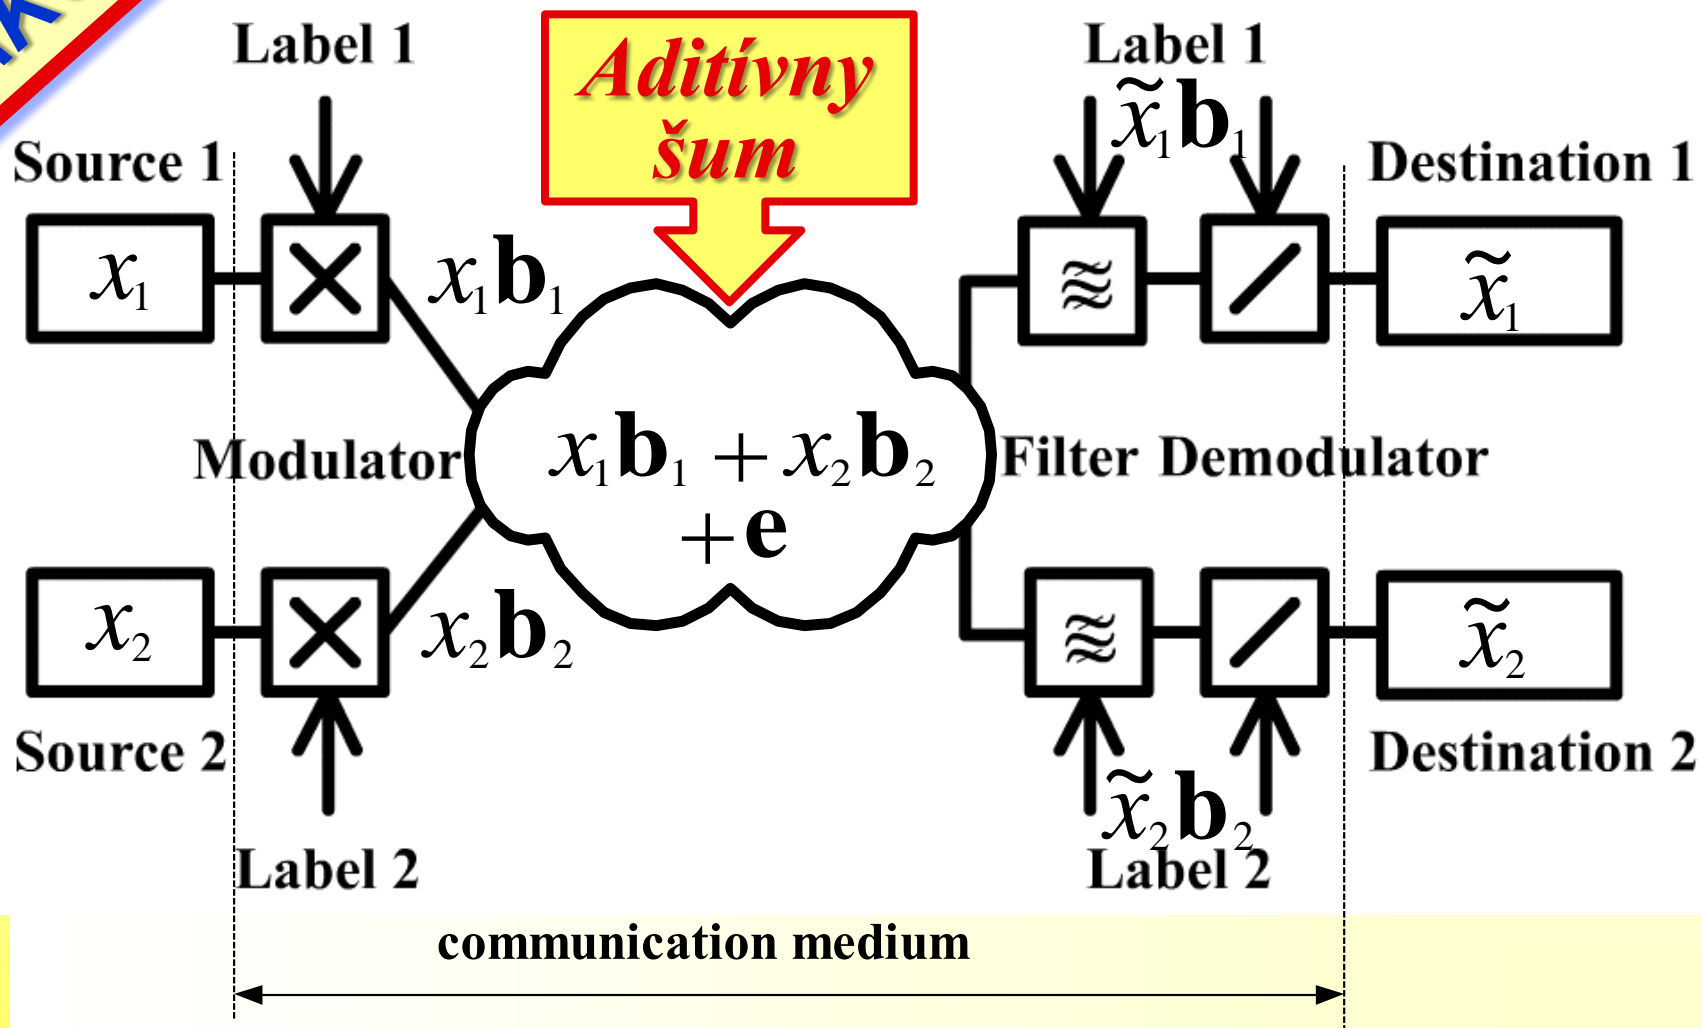 Label 1
Aditívny
šum
Label 1
x̃₁b₁
Source 1
Destination 1
x₁
x₁b₁
x̃₁
Modulator
x₁b₁ + x₂b₂
+e
Filter Demodulator
x₂
x₂b₂
x̃₂
Source 2
Destination 2
x̃₂b₂
Label 2
Label 2
communication medium